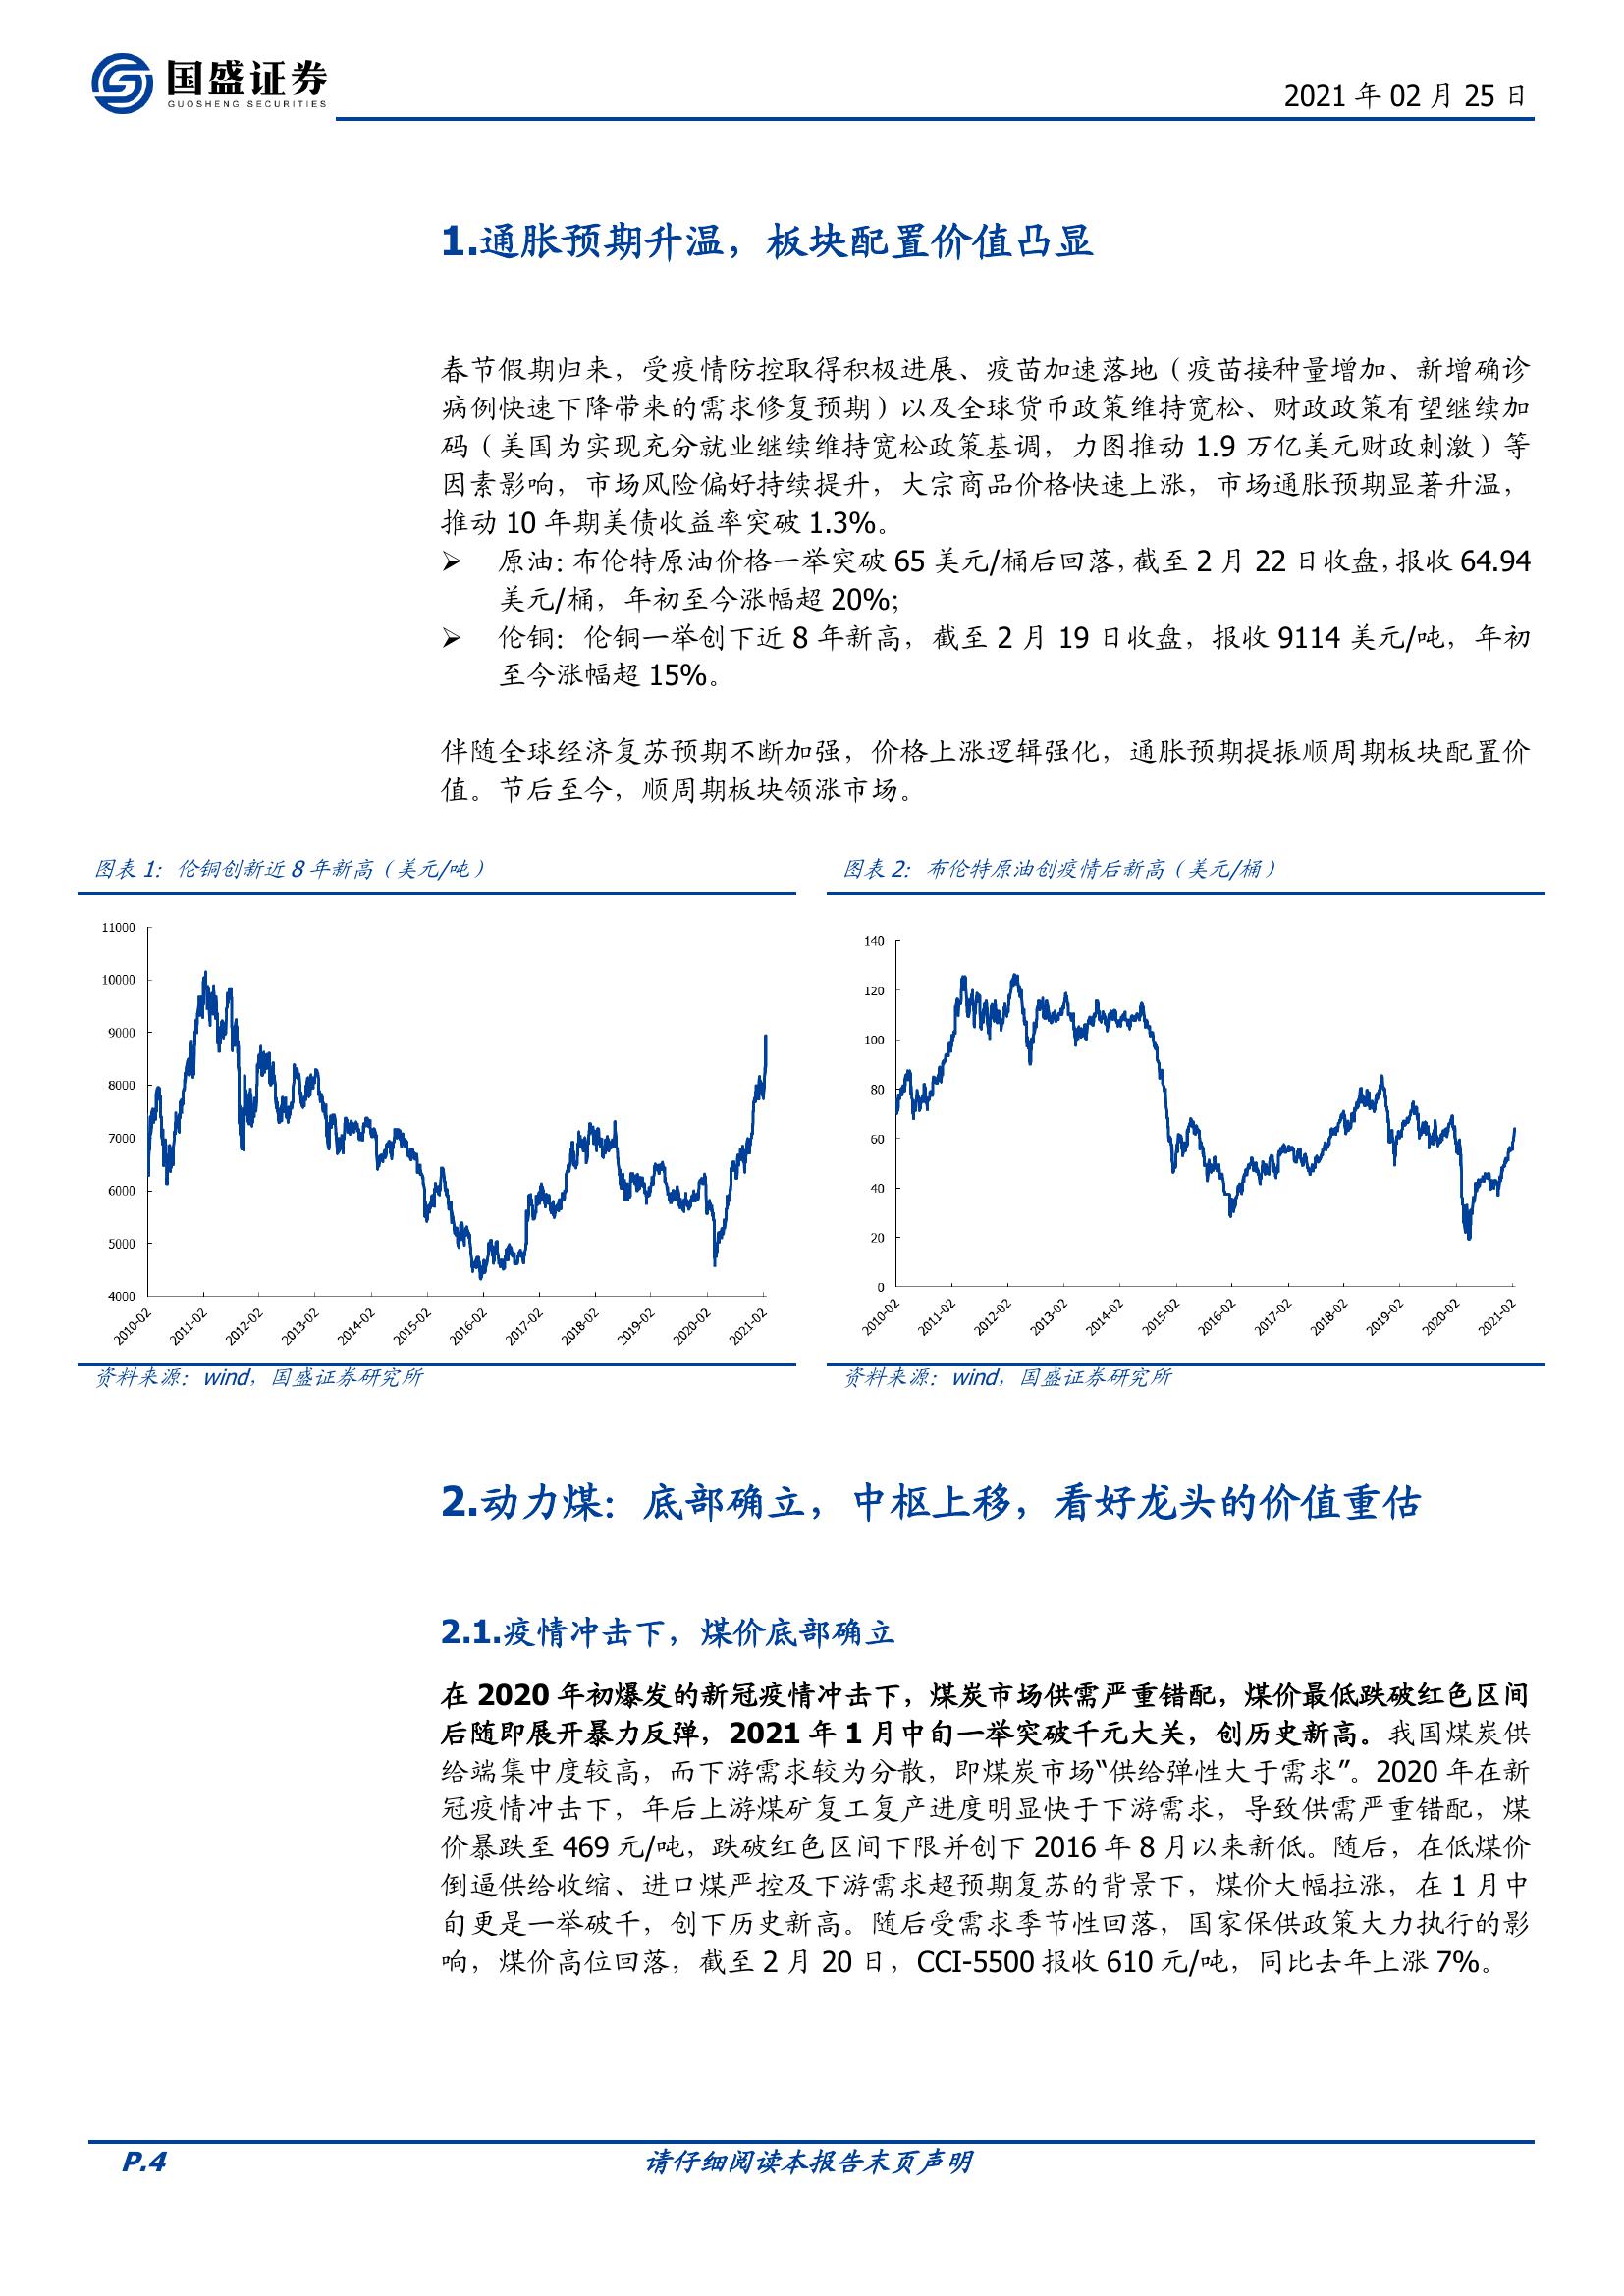 国盛证券
GUOSHENG SECURITIES
2021 年 02 月 25 日
1.通胀预期升温，板块配置价值凸显
春节假期归来，受疫情防控取得积极进展、疫苗加速落地（疫苗接种量增加、新增确诊
病例快速下降带来的需求修复预期）以及全球货币政策维持宽松、财政政策有望继续加
码（美国为实现充分就业继续维持宽松政策基调，力图推动 1.9 万亿美元财政刺激）等
因素影响，市场风险偏好持续提升，大宗商品价格快速上涨，市场通胀预期显著升温，
推动 10 年期美债收益率突破 1.3%。
➢ 原油：布伦特原油价格一举突破 65 美元/桶后回落，截至 2 月 22 日收盘，报收 64.94
美元/桶，年初至今涨幅超 20%；
➢ 伦铜：伦铜一举创下近 8 年新高，截至 2 月 19 日收盘，报收 9114 美元/吨，年初
至今涨幅超 15%。
伴随全球经济复苏预期不断加强，价格上涨逻辑强化，通胀预期提振顺周期板块配置价
值。节后至今，顺周期板块领涨市场。
图表 1：伦铜创新近 8 年新高（美元/吨）
11000
10000
9000
8000
7000
6000
5000
4000
2010-02
2011-02
2012-02
2013-02
2014-02
2015-02
2016-02
2017-02
2018-02
2019-02
2020-02
2021-02
资料来源：wind，国盛证券研究所
图表 2：布伦特原油创疫情后新高（美元/桶）
140
120
100
80
60
40
20
0
2010-02
2011-02
2012-02
2013-02
2014-02
2015-02
2016-02
2017-02
2018-02
2019-02
2020-02
2021-02
资料来源：wind，国盛证券研究所
2.动力煤：底部确立，中枢上移，看好龙头的价值重估
2.1.疫情冲击下，煤价底部确立
在 2020 年初爆发的新冠疫情冲击下，煤炭市场供需严重错配，煤价最低跌破红色区间
后随即展开暴力反弹，2021 年 1 月中旬一举突破千元大关，创历史新高。我国煤炭供
给端集中度较高，而下游需求较为分散，即煤炭市场“供给弹性大于需求”。2020 年在新
冠疫情冲击下，年后上游煤矿复工复产进度明显快于下游需求，导致供需严重错配，煤
价暴跌至 469 元/吨，跌破红色区间下限并创下 2016 年 8 月以来新低。随后，在低煤价
倒逼供给收缩、进口煤严控及下游需求超预期复苏的背景下，煤价大幅拉涨，在 1 月中
旬更是一举破千，创下历史新高。随后受需求季节性回落，国家保供政策大力执行的影
响，煤价高位回落，截至 2 月 20 日，CCI-5500 报收 610 元/吨，同比去年上涨 7%。
P.4
请仔细阅读本报告末页声明